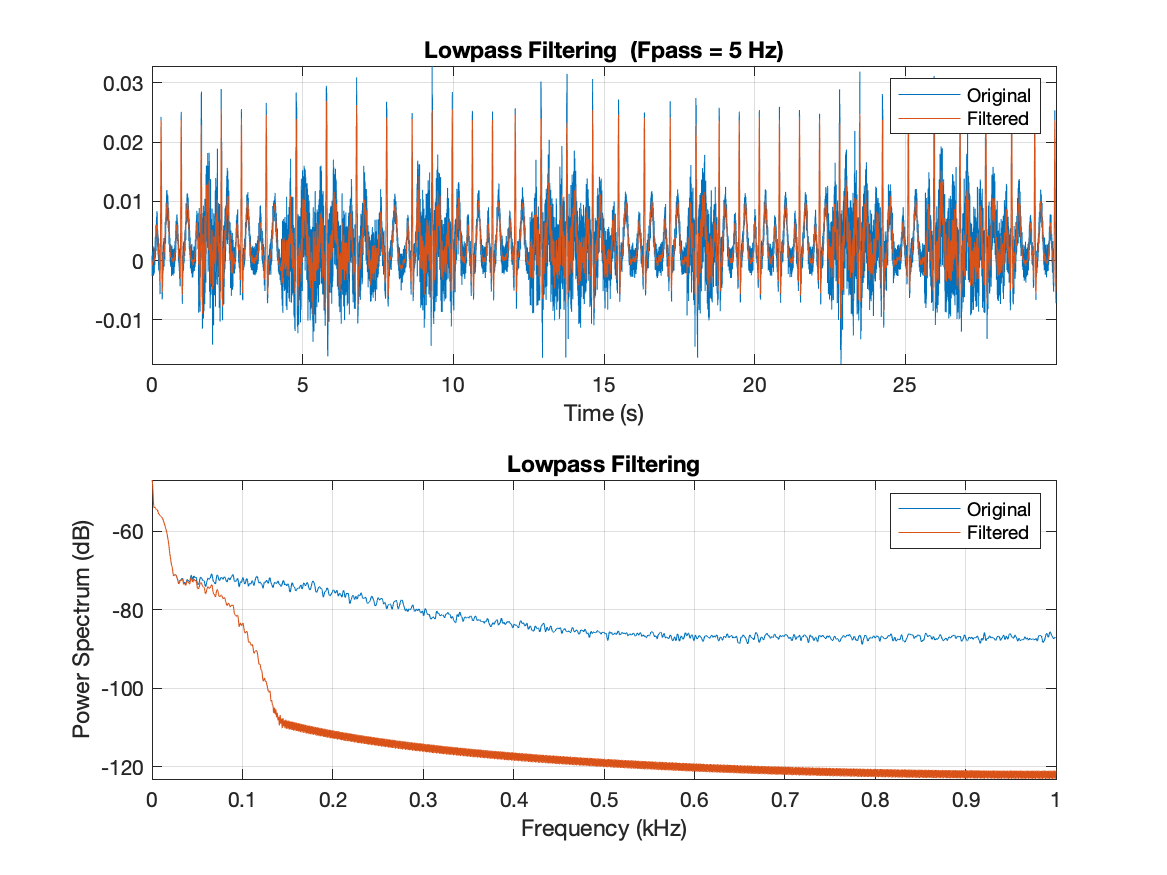 Lowpass Filtering  (Fpass = 5 Hz)
0.03
0.02
0.01
0
-0.01
Original
Filtered
0 5 10 15 20 25
Time (s)
Lowpass Filtering
Power Spectrum (dB)
-60
-80
-100
-120
Original
Filtered
0 0.1 0.2 0.3 0.4 0.5 0.6 0.7 0.8 0.9 1
Frequency (kHz)